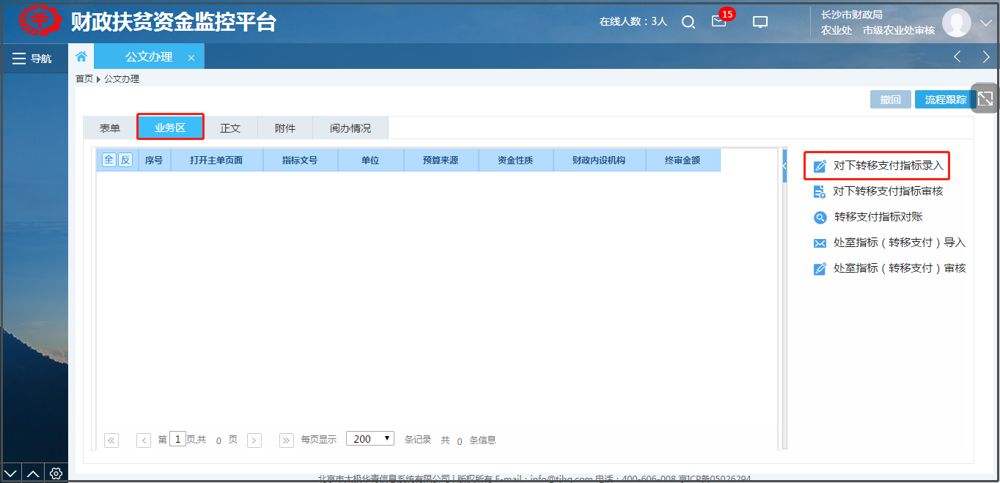 财政扶贫资金监控平台
在线人数：3人
15
长沙市财政局
农业处 市级农业处审核
导航
公文办理 ×
首页 公文办理
撤回 流程跟踪
表单 业务区 正文 附件 阅办情况
全 反 序号 打开主单页面 指标文号 单位 预算来源 资金性质 财政内设机构 终审金额
对下转移支付指标录入
对下转移支付指标审核
转移支付指标对账
处室指标（转移支付）导入
处室指标（转移支付）审核
第 1 页,共 0 页 每页显示 200 条记录 共 0 条信息
北京市太极华青信息系统有限公司 | 版权所有 E-mail：info@tjhq.com 电话：400-606-008 京ICP备05026294